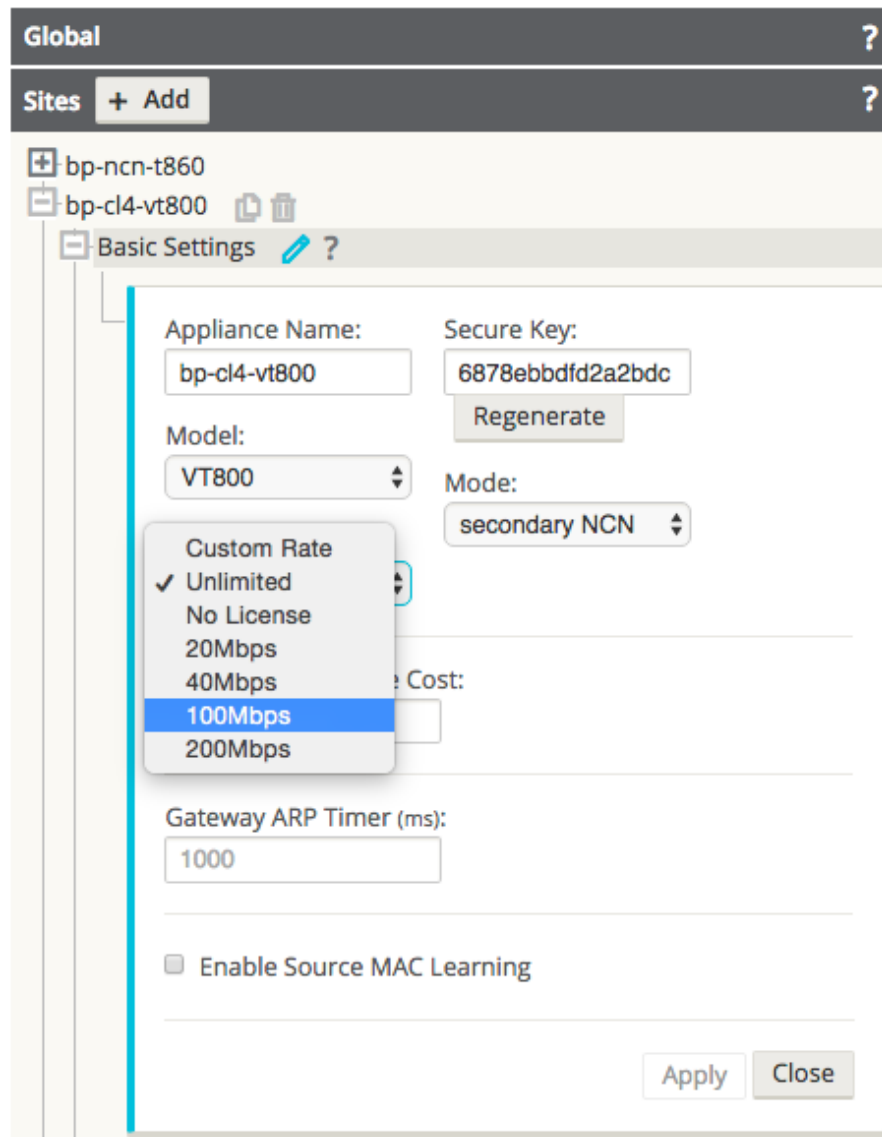 Global ?
Sites + Add ?
bp-ncn-t860
bp-cl4-vt800
Basic Settings ?
Appliance Name: Secure Key:
bp-cl4-vt800 6878ebbdfd2a2bdc
Regenerate
Model:
VT800
Mode:
secondary NCN
Custom Rate
✓ Unlimited
No License
20Mbps
40Mbps
Cost:
100Mbps
200Mbps
Gateway ARP Timer (ms):
1000
Enable Source MAC Learning
Apply Close